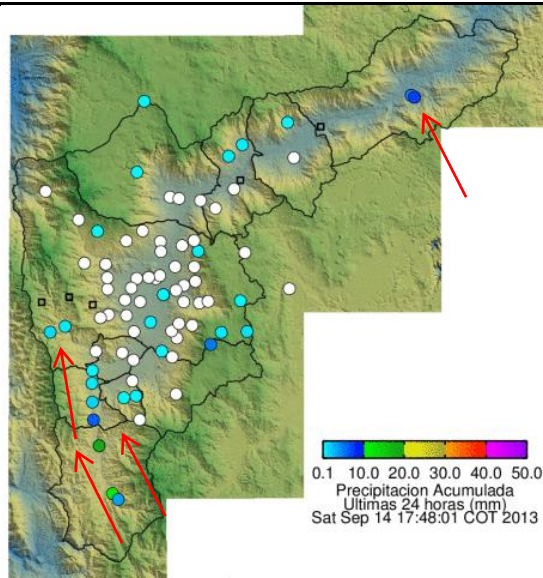 0.1 10.0 20.0 30.0 40.0 50.0
Precipitacion Acumulada
Ultimas 24 horas (mm)
Sat Sep 14 17:48:01 COT 2013